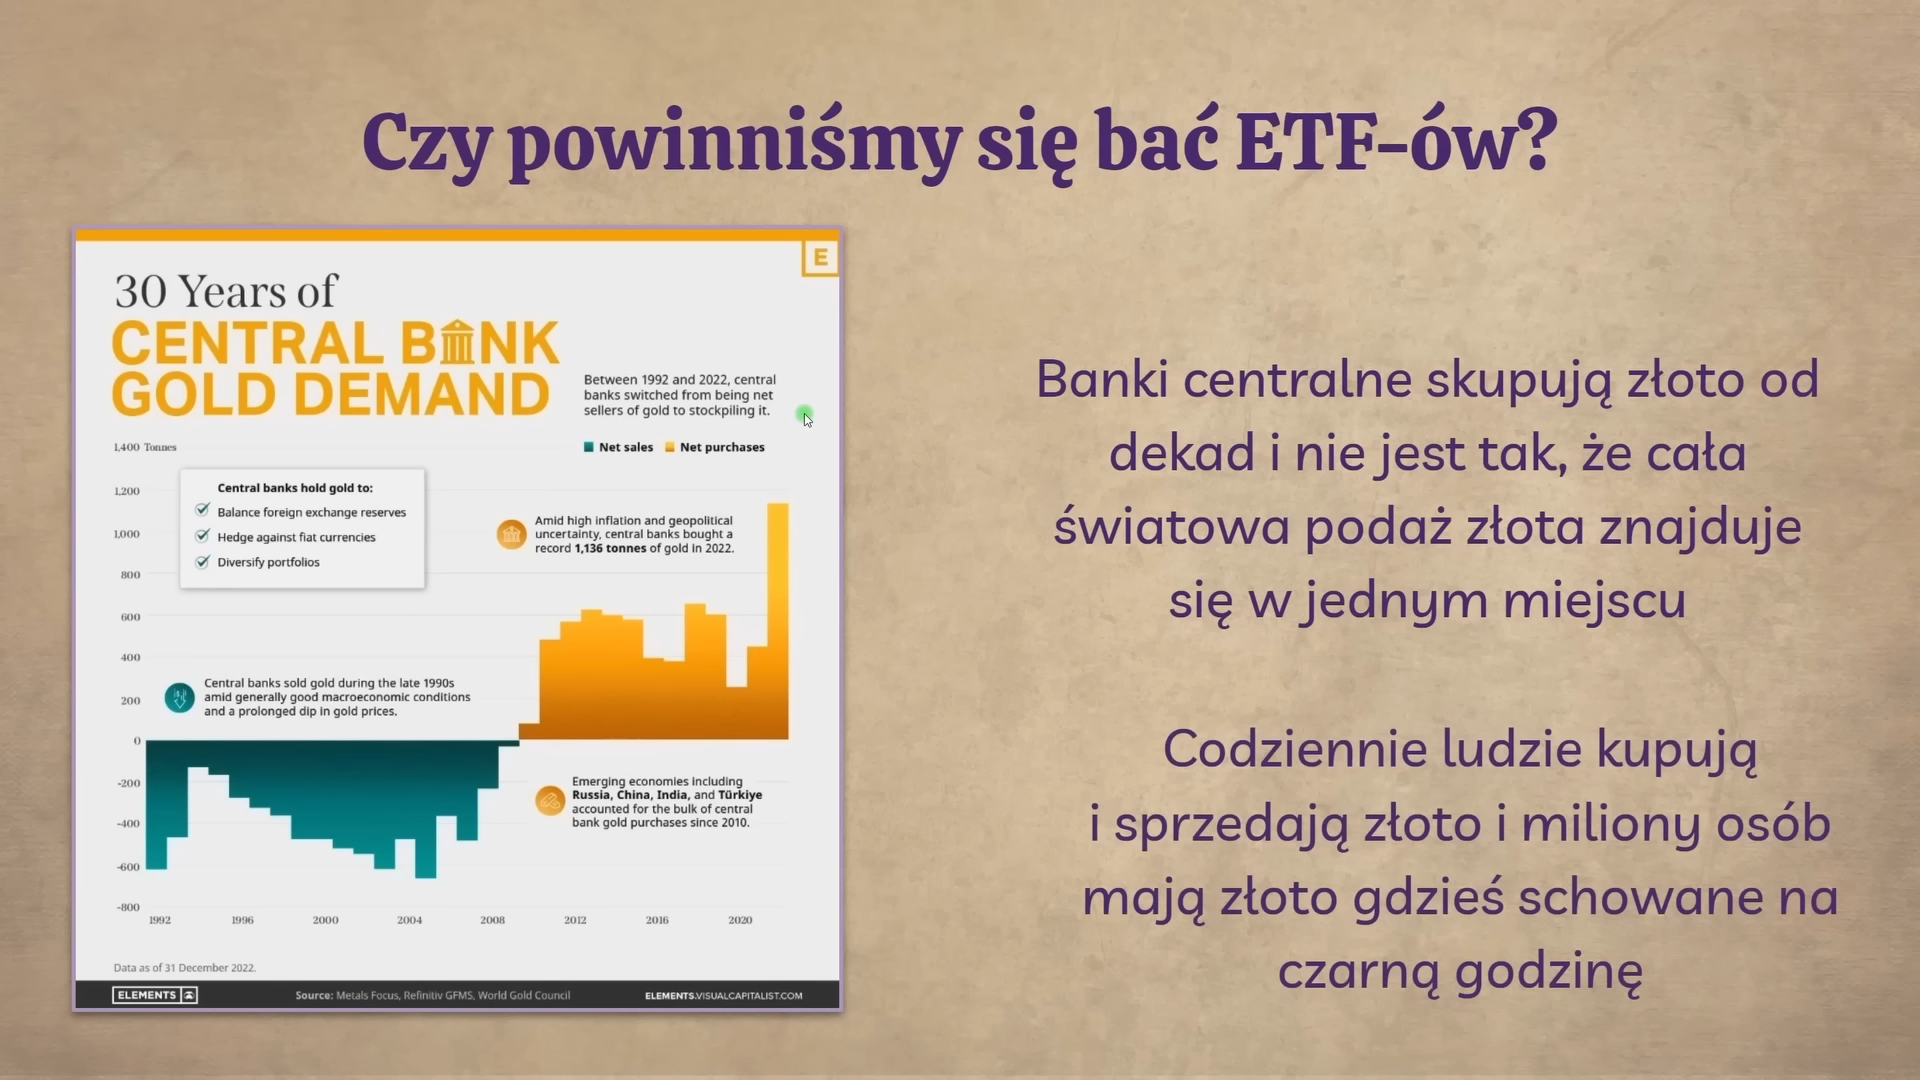 Czy powinniśmy się bać ETF-ów?
E
30 Years of
CENTRAL BANK
GOLD DEMAND
Between 1992 and 2022, central
banks switched from being net
sellers of gold to stockpiling it.
Net sales Net purchases
1,400 Tonnes
1,200
1,000
800
600
400
200
0
-200
-400
-600
-800
Central banks hold gold to:
Balance foreign exchange reserves
Hedge against fiat currencies
Diversify portfolios
Amid high inflation and geopolitical
uncertainty, central banks bought a
record 1,136 tonnes of gold in 2022.
Central banks sold gold during the late 1990s
amid generally good macroeconomic conditions
and a prolonged dip in gold prices.
Emerging economies including
Russia, China, India, and Türkiye
accounted for the bulk of central
bank gold purchases since 2010.
1992 1996 2000 2004 2008 2012 2016 2020
Data as of 31 December 2022.
ELEMENTS
Source: Metals Focus, Refinitiv GFMS, World Gold Council
ELEMENTS.VISUALCAPITALIST.COM
Banki centralne skupują złoto od
dekad i nie jest tak, że cała
światowa podaż złota znajduje
się w jednym miejscu
Codziennie ludzie kupują
i sprzedają złoto i miliony osób
mają złoto gdzieś schowane na
czarną godzinę